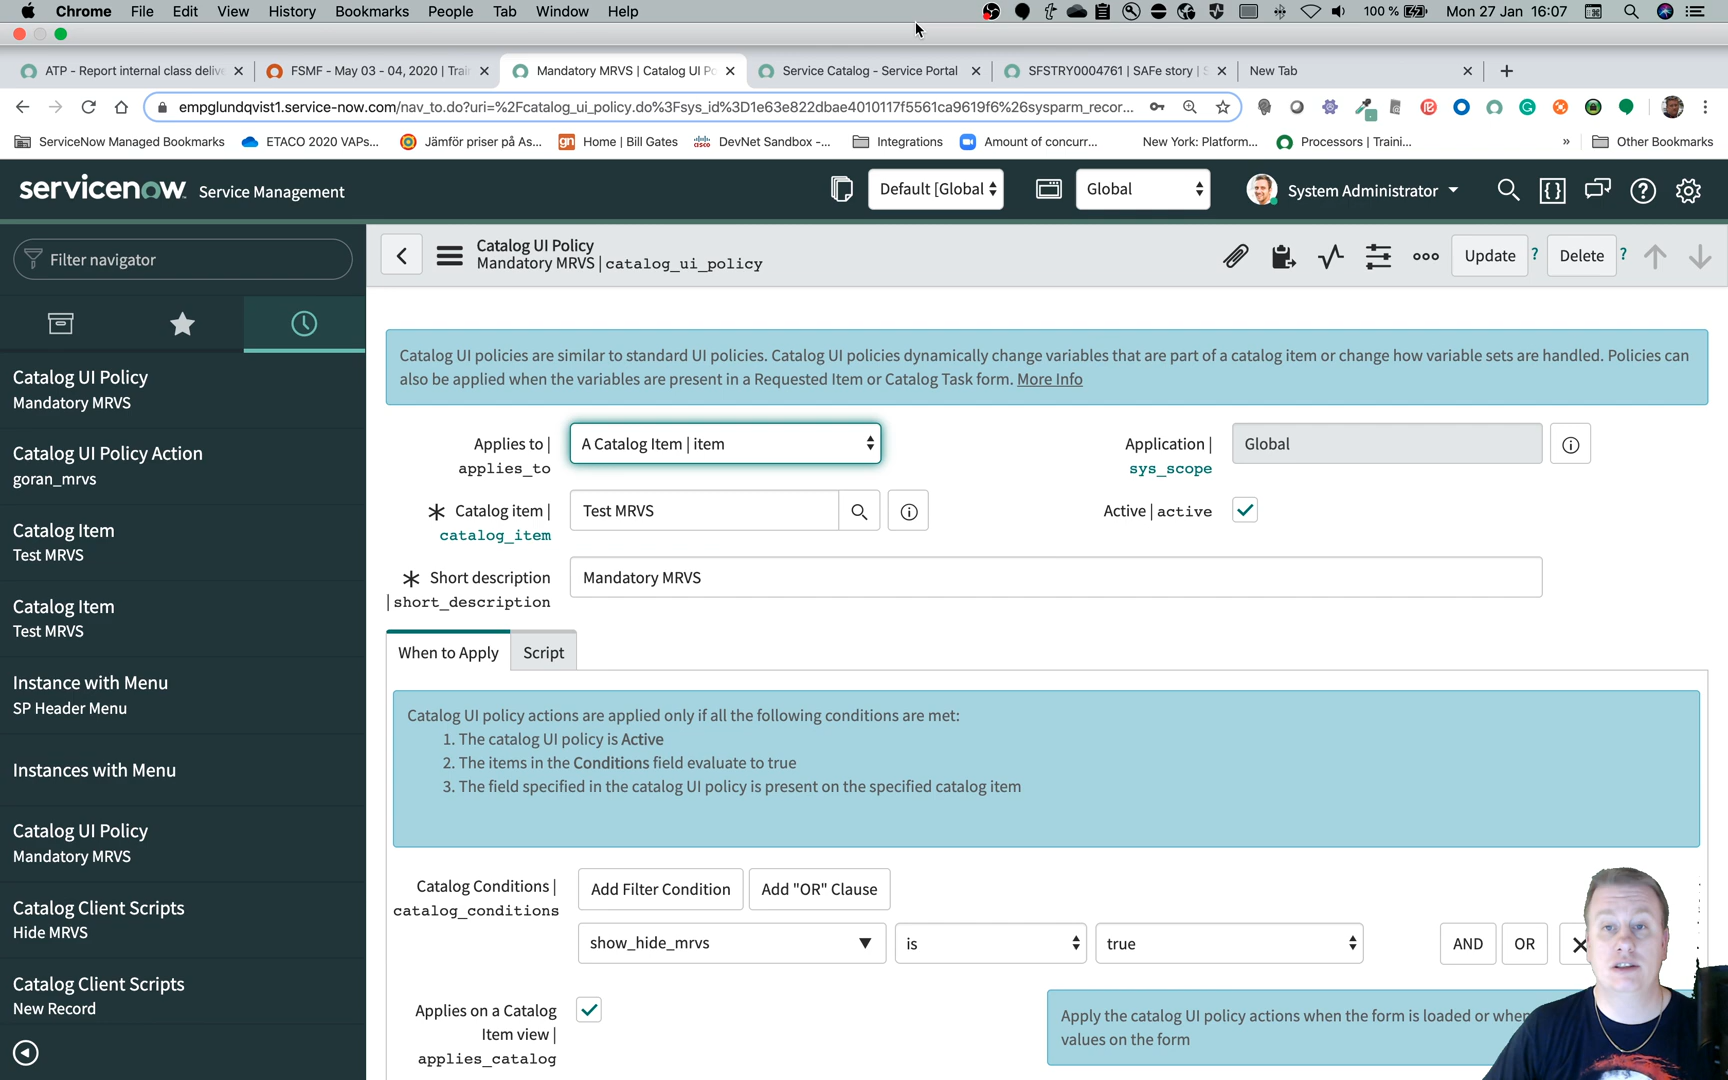 Chrome File Edit View History Bookmarks People Tab Window Help 100 % Mon 27 Jan 16:07
ATP - Report internal class deliv FSMF - May 03 - 04, 2020 | Trai Mandatory MRVS | Catalog UI Po Service Catalog - Service Portal SFSTRY0004761 | SAFe story | S New Tab
empglundqvist1.service-now.com/nav_to.do?uri=%2Fcatalog_ui_policy.do%3Fsys_id%3D1e63e822dbae4010117f5561ca9619f6%26sysparm_recor...
ServiceNow Managed Bookmarks ETACO 2020 VAPs... Jämför priser på As... gn Home | Bill Gates DevNet Sandbox -... Integrations Amount of concurr... New York: Platform... Processors | Traini... » Other Bookmarks
servicenow Service Management Default [Global Global System Administrator
Filter navigator
Catalog UI Policy
Mandatory MRVS | catalog_ui_policy
Update ? Delete ?
Catalog UI Policy
Mandatory MRVS
Catalog UI Policy Action
goran_mrvs
Catalog Item
Test MRVS
Catalog Item
Test MRVS
Instance with Menu
SP Header Menu
Instances with Menu
Catalog UI Policy
Mandatory MRVS
Catalog Client Scripts
Hide MRVS
Catalog Client Scripts
New Record
Catalog UI policies are similar to standard UI policies. Catalog UI policies dynamically change variables that are part of a catalog item or change how variable sets are handled. Policies can
also be applied when the variables are present in a Requested Item or Catalog Task form. More Info
Applies to | A Catalog Item | item Application | Global
applies_to sys_scope
Catalog item | Test MRVS Active | active
catalog_item
Short description Mandatory MRVS
| short_description
When to Apply Script
Catalog UI policy actions are applied only if all the following conditions are met:
1. The catalog UI policy is Active
2. The items in the Conditions field evaluate to true
3. The field specified in the catalog UI policy is present on the specified catalog item
Catalog Conditions | Add Filter Condition Add "OR" Clause
catalog_conditions
show_hide_mrvs is true AND OR
Applies on a Catalog
Item view |
applies_catalog
Apply the catalog UI policy actions when the form is loaded or when
values on the form